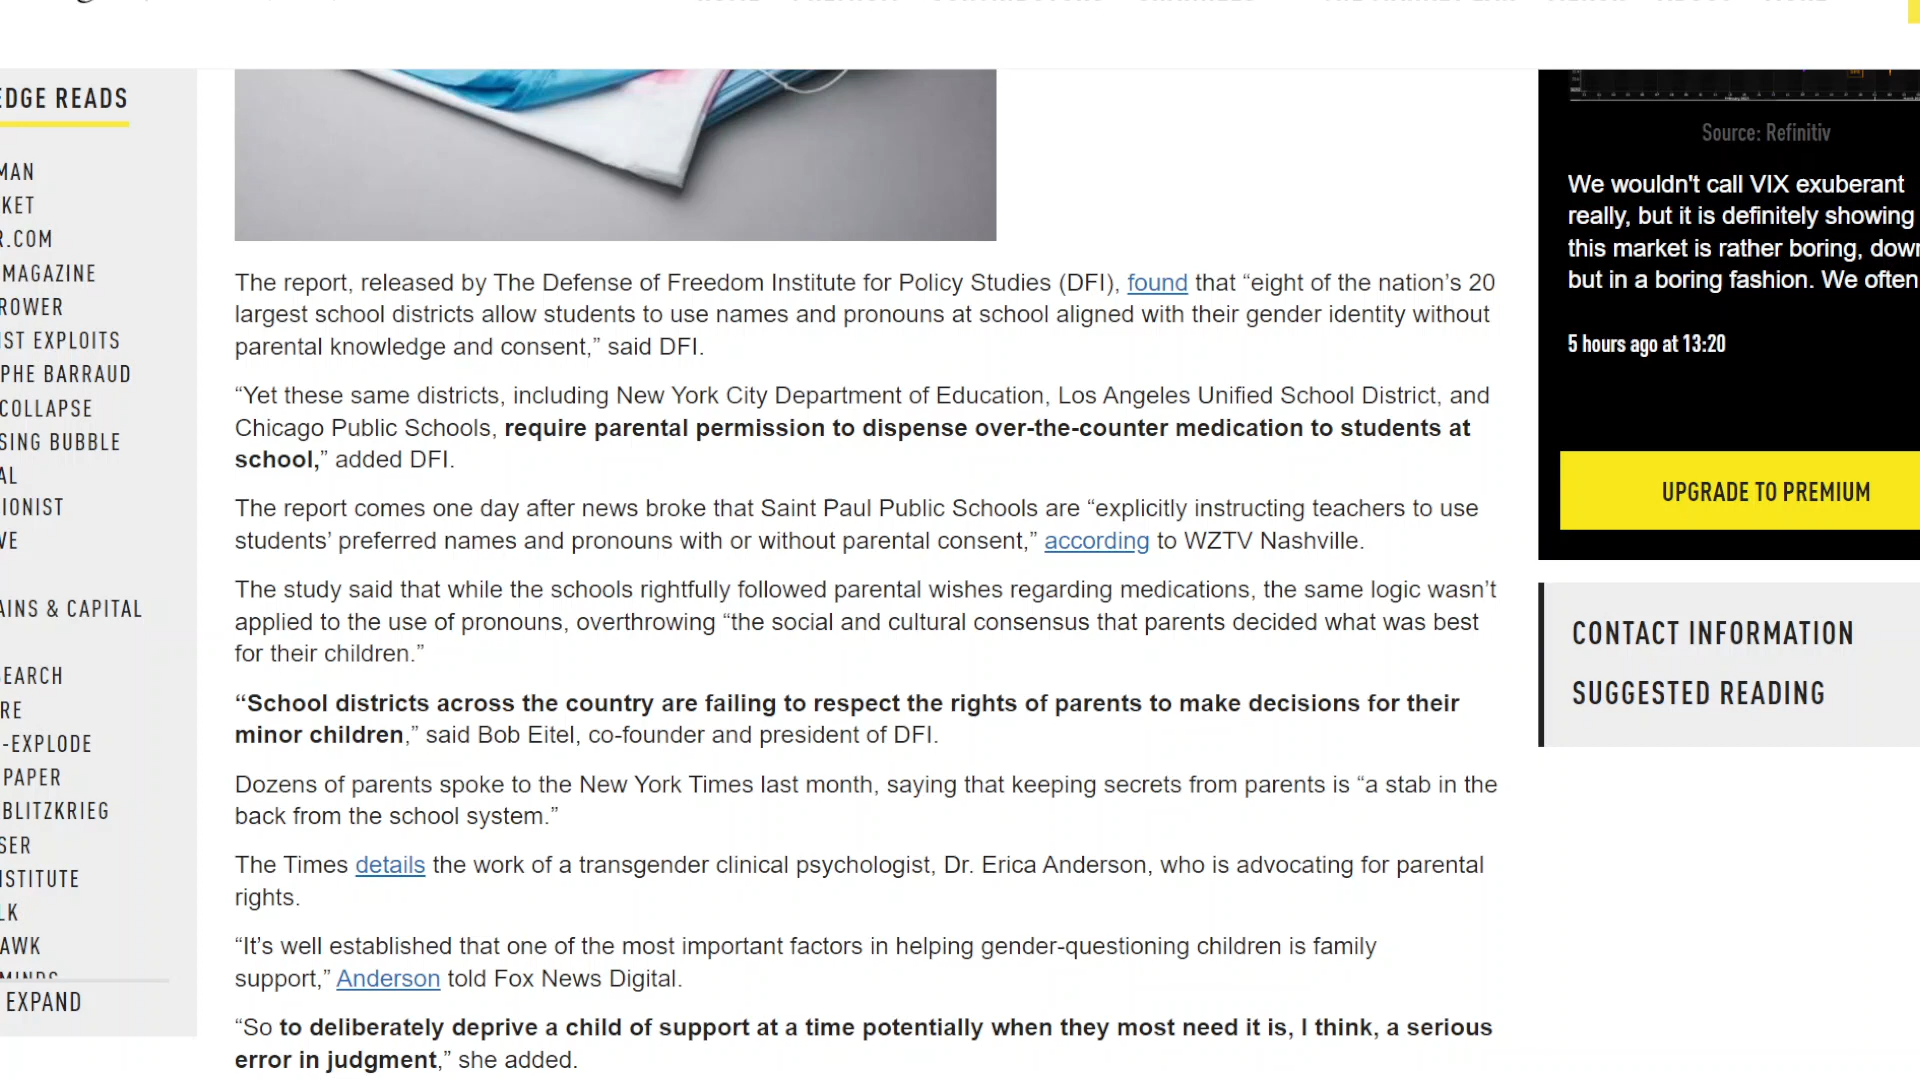 EDGE READS
MAN
KET
R.COM
MAGAZINE
ROWER
IST EXPLOITS
PHE BARRAUD
COLLAPSE
SING BUBBLE
AL
IONIST
VE
AINS & CAPITAL
EARCH
RE
-EXPLODE
PAPER
BLITZKRIEG
SER
NSTITUTE
LK
AWK
EXPAND
The report, released by The Defense of Freedom Institute for Policy Studies (DFI), found that “eight of the nation’s 20
largest school districts allow students to use names and pronouns at school aligned with their gender identity without
parental knowledge and consent,” said DFI.
“Yet these same districts, including New York City Department of Education, Los Angeles Unified School District, and
Chicago Public Schools, require parental permission to dispense over-the-counter medication to students at
school,” added DFI.
The report comes one day after news broke that Saint Paul Public Schools are “explicitly instructing teachers to use
students’ preferred names and pronouns with or without parental consent,” according to WZTV Nashville.
The study said that while the schools rightfully followed parental wishes regarding medications, the same logic wasn’t
applied to the use of pronouns, overthrowing “the social and cultural consensus that parents decided what was best
for their children.”
“School districts across the country are failing to respect the rights of parents to make decisions for their
minor children,” said Bob Eitel, co-founder and president of DFI.
Dozens of parents spoke to the New York Times last month, saying that keeping secrets from parents is “a stab in the
back from the school system.”
The Times details the work of a transgender clinical psychologist, Dr. Erica Anderson, who is advocating for parental
rights.
“It’s well established that one of the most important factors in helping gender-questioning children is family
support,” Anderson told Fox News Digital.
“So to deliberately deprive a child of support at a time potentially when they most need it is, I think, a serious
error in judgment,” she added.
Source: Refinitiv
We wouldn't call VIX exuberant
really, but it is definitely showing
this market is rather boring, down
but in a boring fashion. We often
5 hours ago at 13:20
UPGRADE TO PREMIUM
CONTACT INFORMATION
SUGGESTED READING